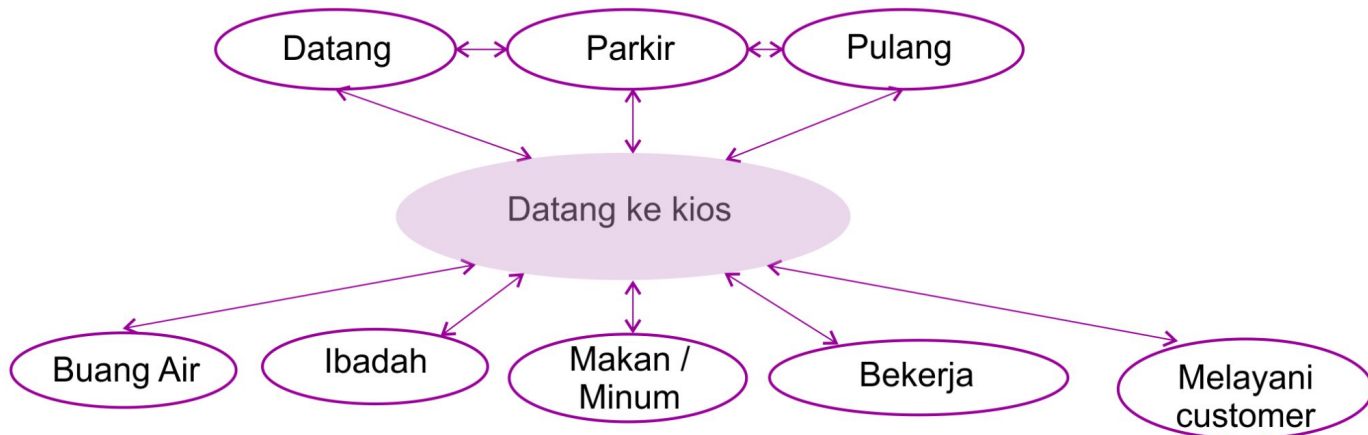 Datang
Parkir
Pulang
Datang ke kios
Buang Air
Ibadah
Makan /
Minum
Bekerja
Melayani
customer